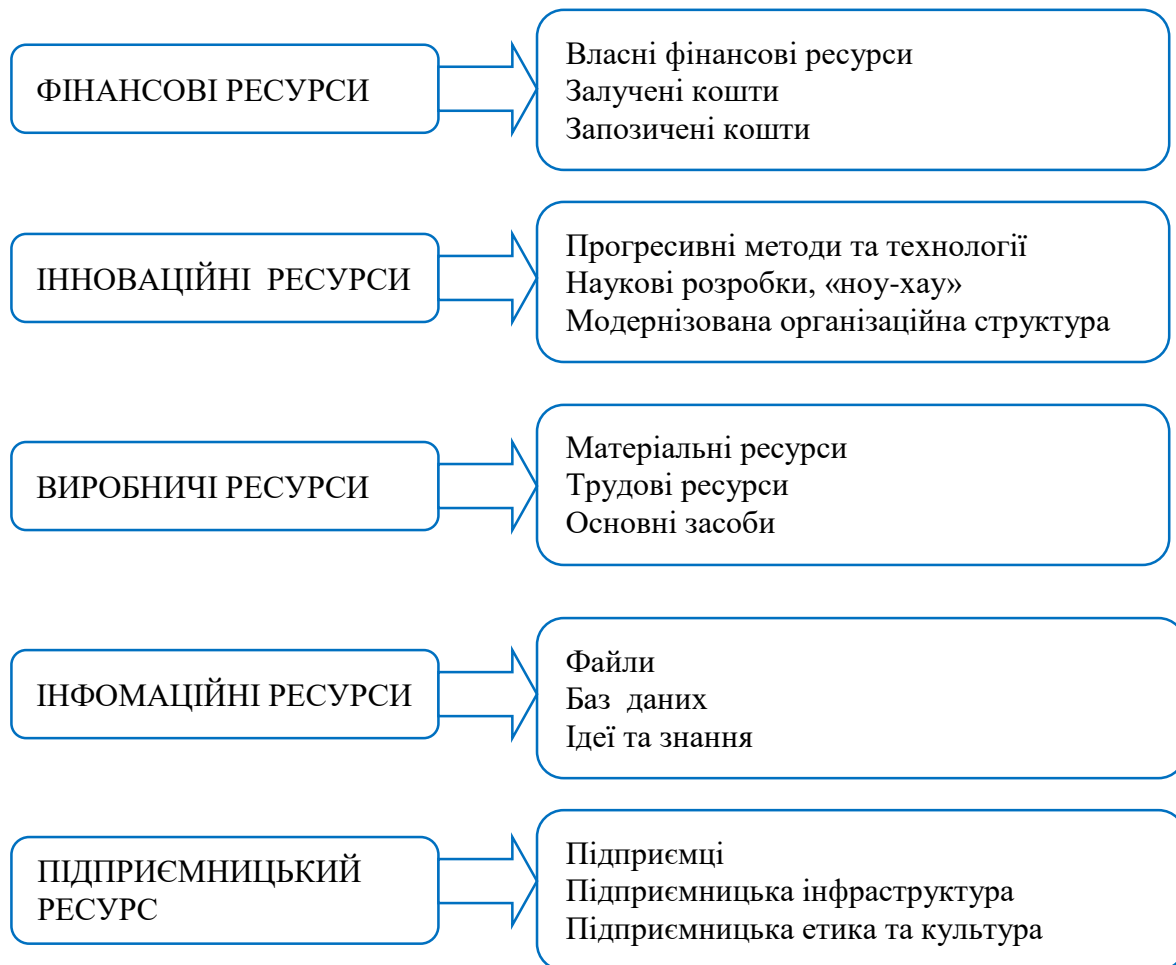 ФІНАНСОВІ РЕСУРСИ
Власні фінансові ресурси
Залучені кошти
Запозичені кошти
ІННОВАЦІЙНІ РЕСУРСИ
Прогресивні методи та технології
Наукові розробки, «ноу-хау»
Модернізована організаційна структура
ВИРОБНИЧІ РЕСУРСИ
Матеріальні ресурси
Трудові ресурси
Основні засоби
ІНФОМАЦІЙНІ РЕСУРСИ
Файли
Баз даних
Ідеї та знання
ПІДПРИЄМНИЦЬКИЙ
РЕСУРС
Підприємці
Підприємницька інфраструктура
Підприємницька етика та культура